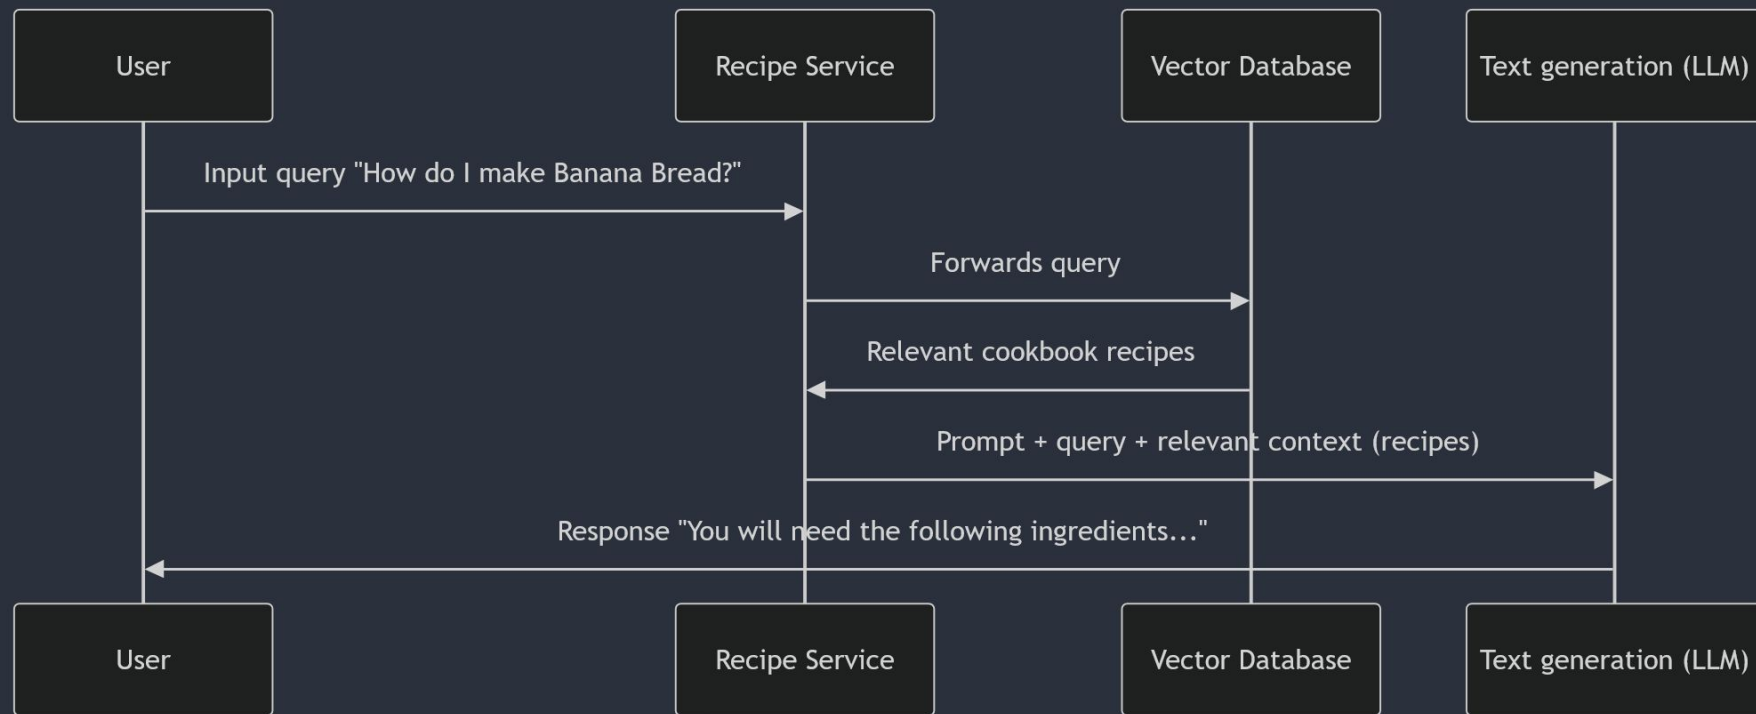 User
Recipe Service
Vector Database
Text generation (LLM)
Input query "How do I make Banana Bread?"
Forwards query
Relevant cookbook recipes
Prompt + query + relevant context (recipes)
Response "You will need the following ingredients..."
User
Recipe Service
Vector Database
Text generation (LLM)